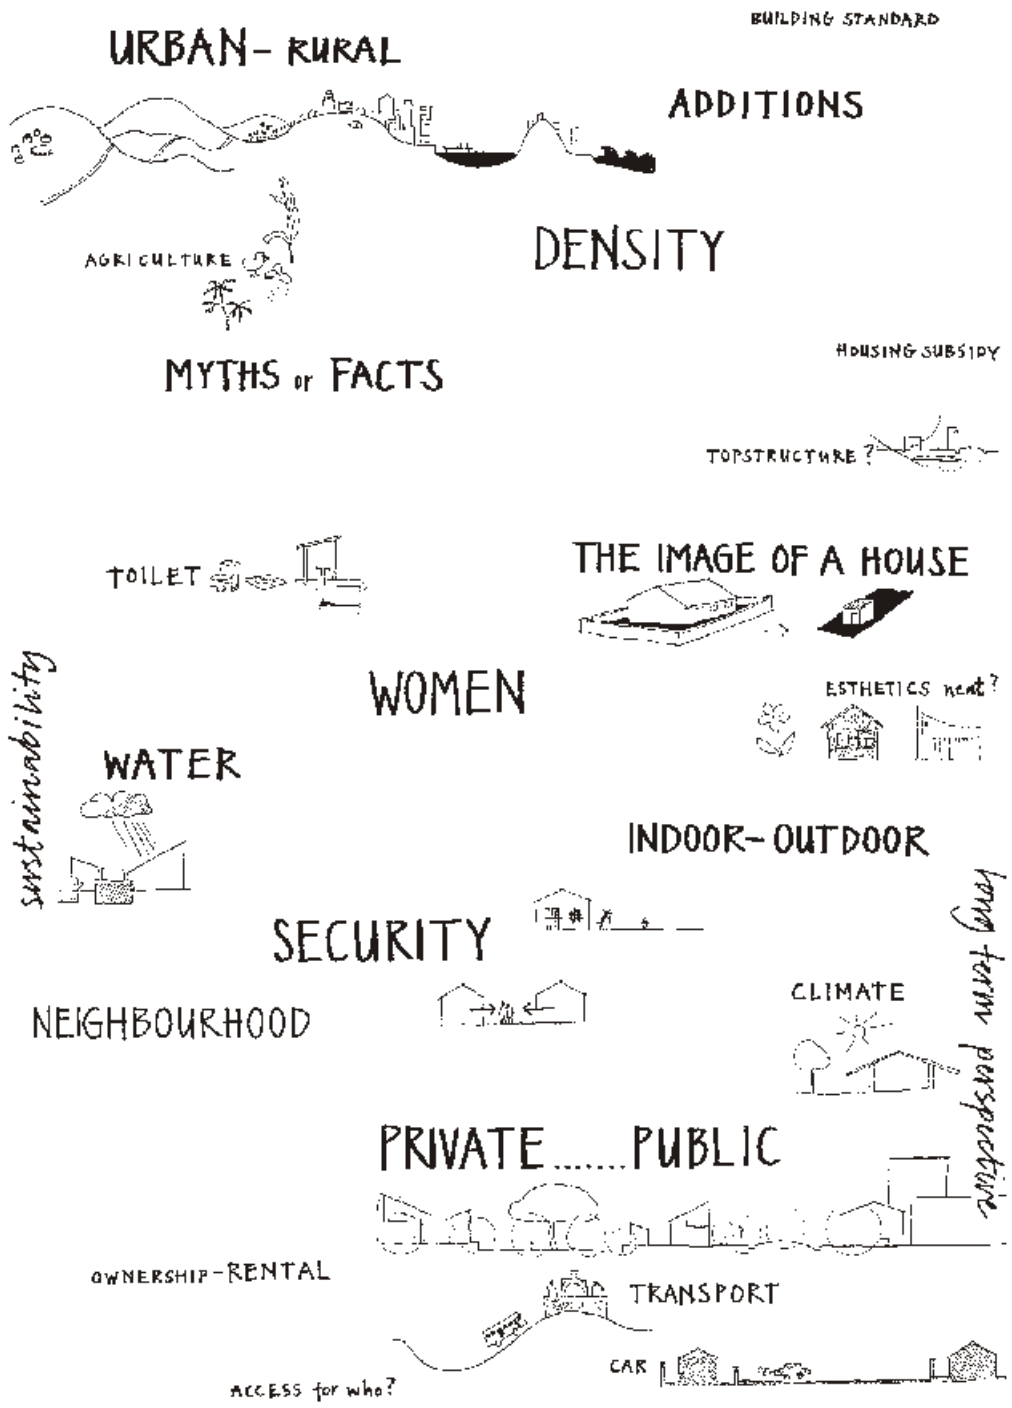 BUILDING STANDARD
URBAN - RURAL
ADDITIONS
DENSITY
AGRICULTURE
HOUSING SUBSIDY
MYTHS or FACTS
TOPSTRUCTURE?
THE IMAGE OF A HOUSE
TOILET
sustainability
WOMEN
ESTHETICS neat?
WATER
INDOOR - OUTDOOR
long term perspective
SECURITY
CLIMATE
NEIGHBOURHOOD
PRIVATE.......PUBLIC
OWNERSHIP - RENTAL
TRANSPORT
CAR
ACCESS for who?